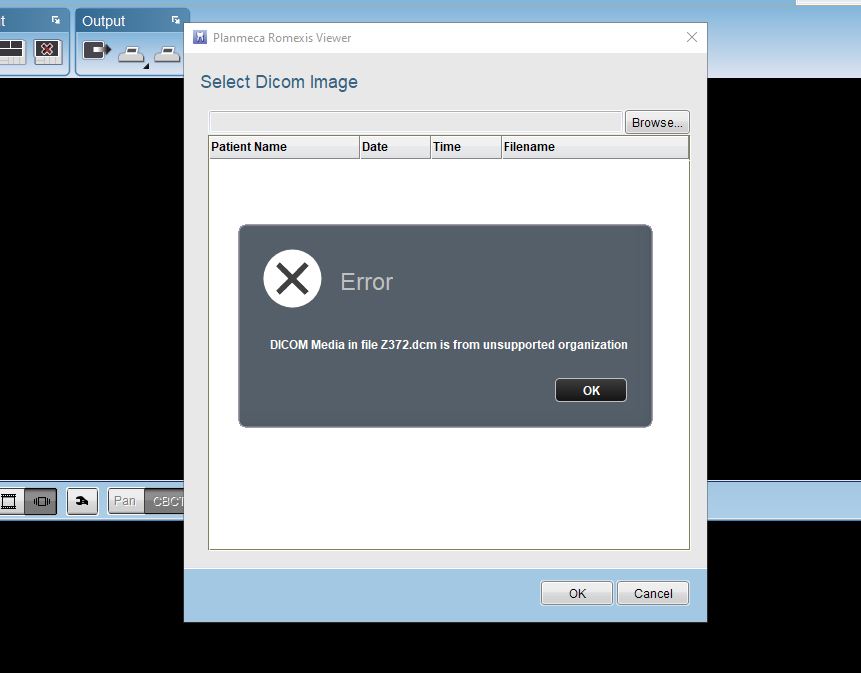 t
Output
Planmeca Romexis Viewer
Select Dicom Image
Browse...
Patient Name Date Time Filename
Error
DICOM Media in file Z372.dcm is from unsupported organization
OK
Pan CBCT
OK Cancel